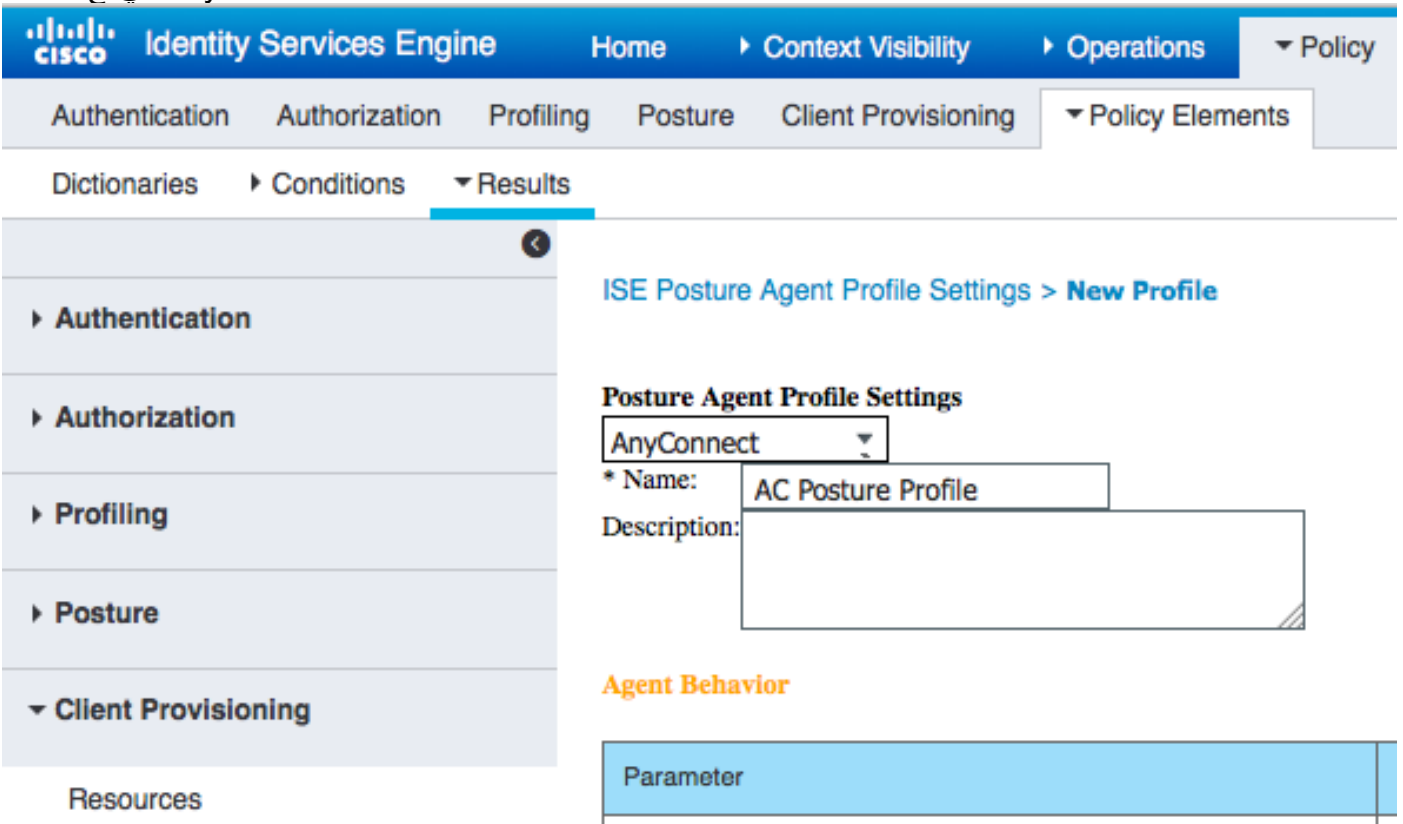 cisco Identity Services Engine Home Context Visibility Operations Policy
Authentication Authorization Profiling Posture Client Provisioning Policy Elements
Dictionaries Conditions Results
ISE Posture Agent Profile Settings > New Profile
Authentication
Authorization
Profiling
Posture
Client Provisioning
Resources
Posture Agent Profile Settings
AnyConnect
* Name: AC Posture Profile
Description:
Agent Behavior
Parameter